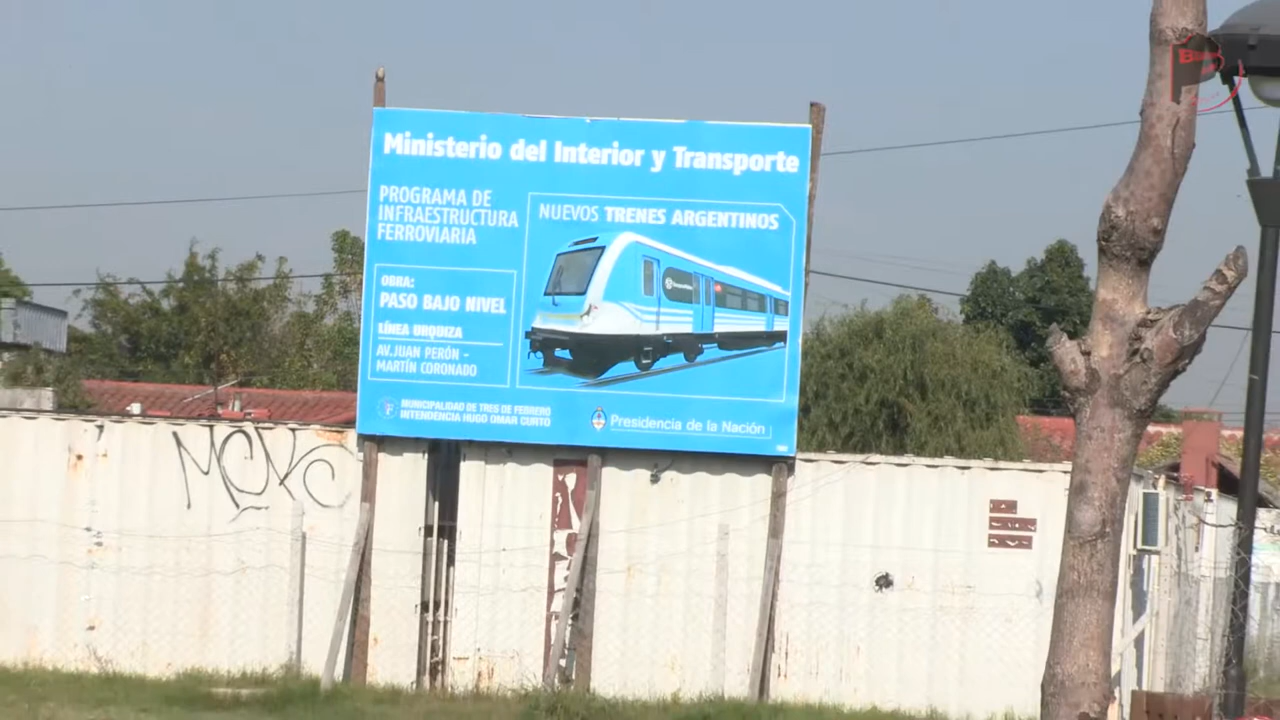 Ministerio del Interior y Transporte
PROGRAMA DE
INFRAESTRUCTURA
FERROVIARIA
NUEVOS TRENES ARGENTINOS
OBRA:
PASO BAJO NIVEL
LÍNEA URQUIZA
AV.JUAN PERÓN -
MARTÍN CORONADO
MUNICIPALIDAD DE TRES DE FEBRERO
INTENDENCIA HUGO OMAR CURTO
Presidencia de la Nación